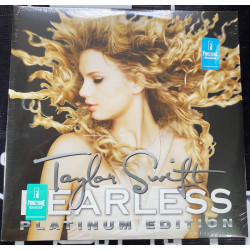 Taylor Swift
FEARLESS
PLATINUM EDITION